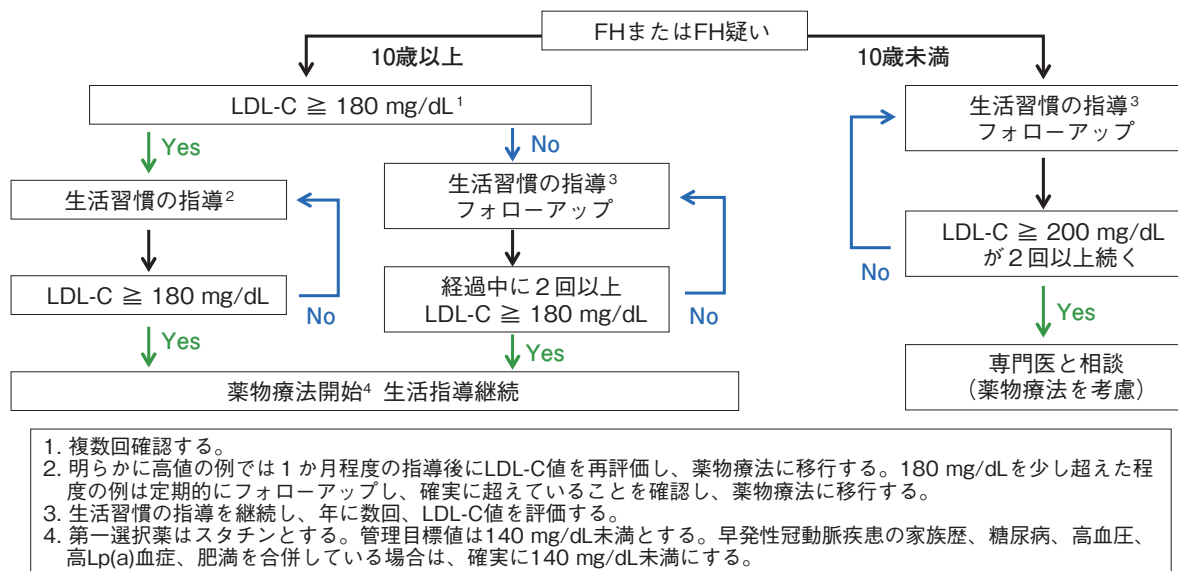 FHまたはFH疑い
10歳以上
10歳未満
LDL-C ≧ 180 mg/dL¹
Yes
No
生活習慣の指導²
生活習慣の指導³
フォローアップ
LDL-C ≧ 180 mg/dL
No
経過中に2回以上
LDL-C ≧ 180 mg/dL
No
Yes
Yes
薬物療法開始⁴ 生活指導継続
生活習慣の指導³
フォローアップ
LDL-C ≧ 200 mg/dL
が2回以上続く
No
Yes
専門医と相談
(薬物療法を考慮)
1. 複数回確認する。
2. 明らかに高値の例では1か月程度の指導後にLDL-C値を再評価し、薬物療法に移行する。180 mg/dLを少し超えた程
度の例は定期的にフォローアップし、確実に超えていることを確認し、薬物療法に移行する。
3. 生活習慣の指導を継続し、年に数回、LDL-C値を評価する。
4. 第一選択薬はスタチンとする。管理目標値は140 mg/dL未満とする。早発性冠動脈疾患の家族歴、糖尿病、高血圧、
高Lp(a)血症、肥満を合併している場合は、確実に140 mg/dL未満にする。